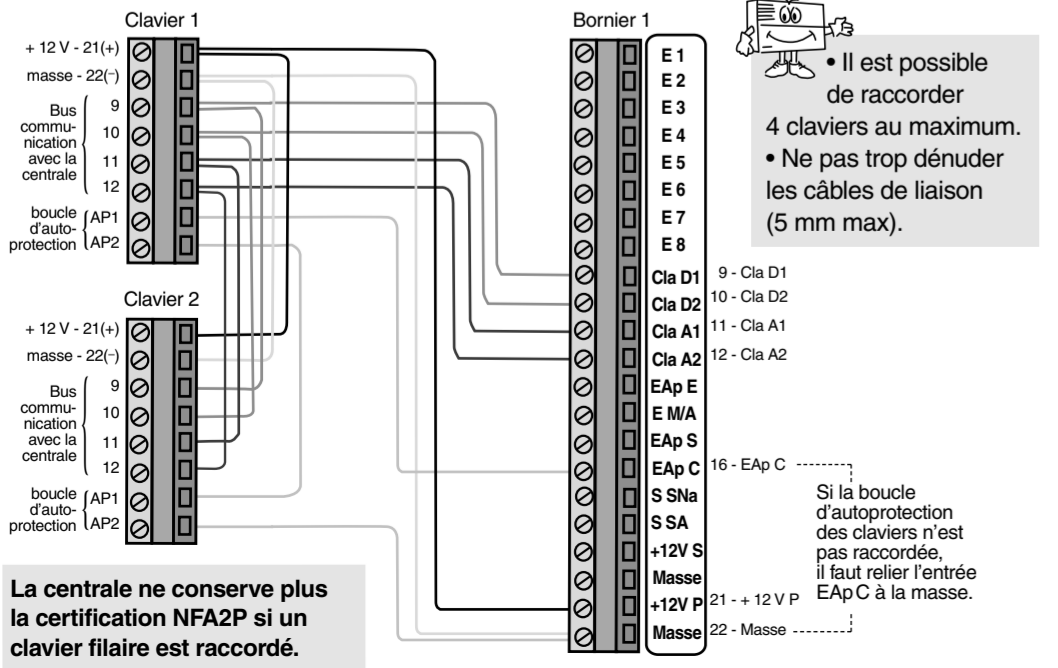 Clavier 1
+ 12 V - 21(+)
masse - 22(–)
Bus
commu-
nication
avec la
centrale
9
10
11
12
boucle
d'auto-
protection
AP1
AP2
Clavier 2
+ 12 V - 21(+)
masse - 22(–)
Bus
commu-
nication
avec la
centrale
9
10
11
12
boucle
d'auto-
protection
AP1
AP2
Bornier 1
E 1
E 2
E 3
E 4
E 5
E 6
E 7
E 8
Cla D1
Cla D2
Cla A1
Cla A2
EAp E
E M/A
EAp S
EAp C
S SNa
S SA
+12V S
Masse
+12V P
Masse
9 - Cla D1
10 - Cla D2
11 - Cla A1
12 - Cla A2
16 - EAp C
21 - + 12 V P
22 - Masse
Si la boucle
d'autoprotection
des claviers n'est
pas raccordée,
il faut relier l'entrée
EAp C à la masse.
• Il est possible
de raccorder
4 claviers au maximum.
• Ne pas trop dénuder
les câbles de liaison
(5 mm max).
La centrale ne conserve plus
la certification NFA2P si un
clavier filaire est raccordé.